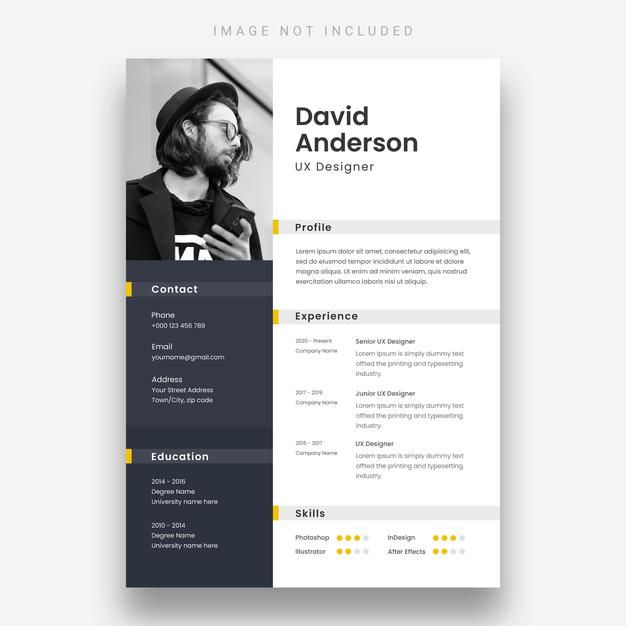 IMAGE NOT INCLUDED
David
Anderson
UX Designer
Contact
Phone
+000 123 456 789
Email
yourname@gmail.com
Address
Your Street Address
Town/City, zip code
Education
2014 - 2016
Degree Name
University name here
2010 - 2014
Degree Name
University name here
Profile
Lorem ipsum dolor sit amet, consectetur adipisicing elit,
sed do eiusmod tempor incididunt ut labore et dolore
magna aliqua. Ut enim ad minim veniam, quis nostrud
exercitation ullamco laboris nisi ut aliquip.
Experience
2020 - Present
Company Name
Senior UX Designer
Lorem Ipsum is simply dummy text
offted the printing and typesetting
industry.
2017 - 2019
Company Name
Junior UX Designer
Lorem Ipsum is simply dummy text
offted the printing and typesetting
industry.
2015 - 2017
Company Name
UX Designer
Lorem Ipsum is simply dummy text
offted the printing and typesetting
industry.
Skills
Photoshop
InDesign
Illustrator
After Effects